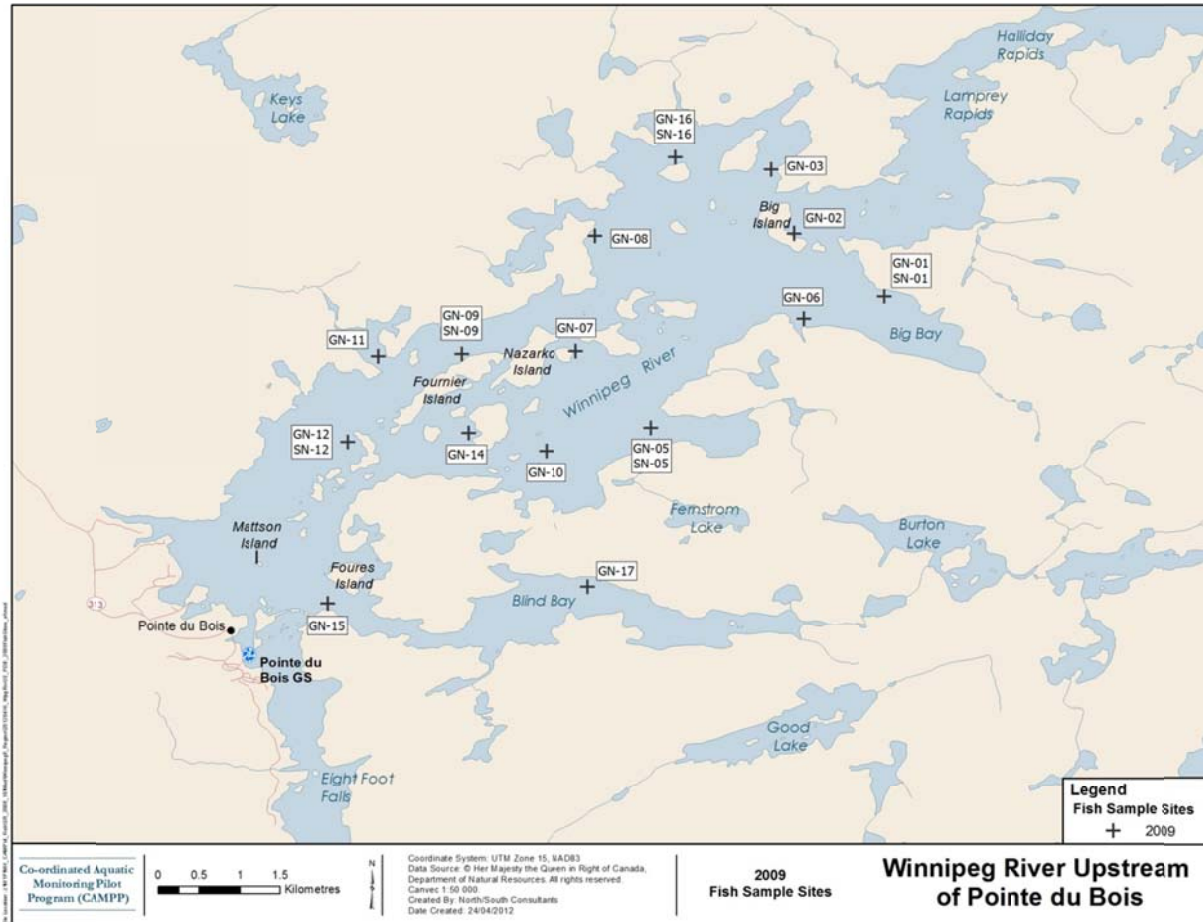 Halliday
Rapids
Keys
Lake
Lamprey
Rapids
GN-16
SN-16
GN-03
Big
Island
GN-02
GN-08
GN-01
SN-01
GN-06
Big Bay
GN-09
SN-09
GN-07
GN-11
Nazarko
Island
Winnipeg River
Fournier
Island
GN-12
SN-12
GN-14
GN-10
GN-05
SN-05
Fernstrom
Lake
Burton
Lake
Mattson
Island
Foures
Island
GN-17
Blind Bay
313
Pointe du Bois
GN-15
Pointe du
Bois GS
Good
Lake
Eight Foot
Falls
Legend
Fish Sample Sites
2009
Co-ordinated Aquatic
Monitoring Pilot
Program (CAMPP)
0 0.5 1 1.5
Kilometres
N
Coordinate System: UTM Zone 15, NAD83
Data Source: © Her Majesty the Queen in Right of Canada,
Department of Natural Resources. All rights reserved.
Canvec 1:50 000.
Created By: North/South Consultants
Date Created: 24/04/2012
2009
Fish Sample Sites
Winnipeg River Upstream
of Pointe du Bois